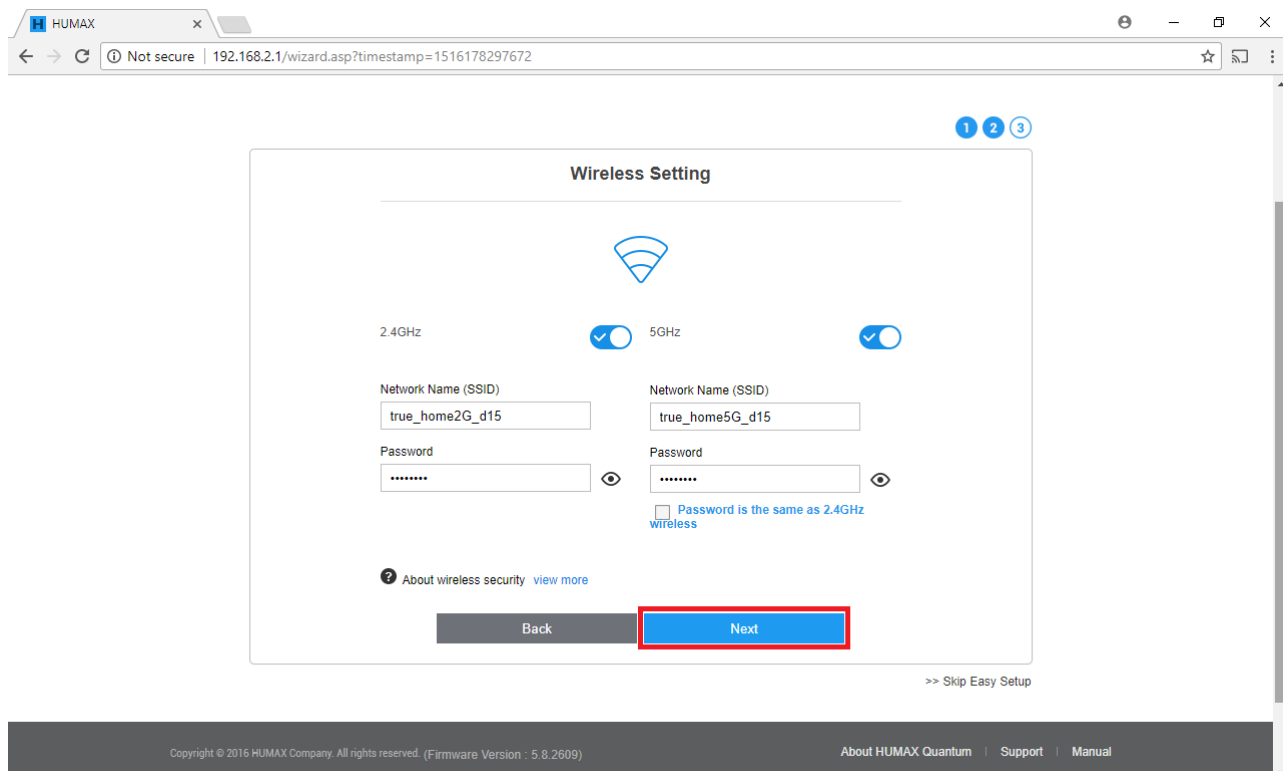 HUMAX
Not secure | 192.168.2.1/wizard.asp?timestamp=1516178297672
1 2 3
Wireless Setting
2.4GHz 5GHz
Network Name (SSID) Network Name (SSID)
true_home2G_d15 true_home5G_d15
Password Password
•••••••• ••••••••
Password is the same as 2.4GHz
wireless
? About wireless security view more
Back Next
>> Skip Easy Setup
Copyright © 2016 HUMAX Company. All rights reserved. (Firmware Version : 5.8.2609) About HUMAX Quantum | Support | Manual